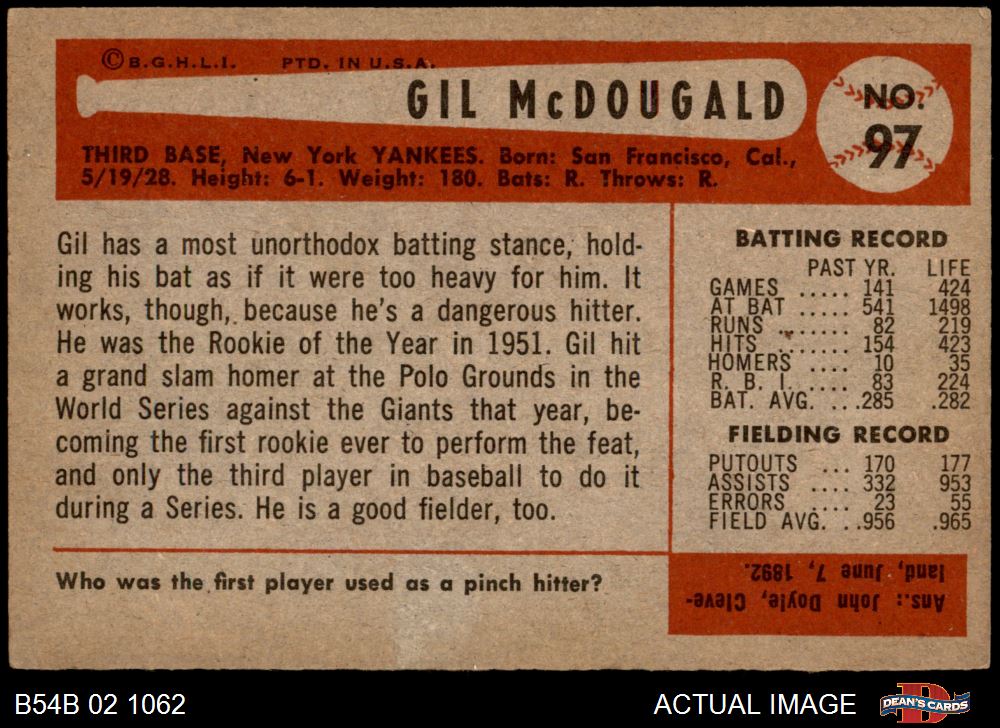 © B.G.H.L.I. PTD. IN U.S.A.
GIL McDOUGALD
NO.
97
THIRD BASE, New York YANKEES. Born: San Francisco, Cal.,
5/19/28. Height: 6-1. Weight: 180. Bats: R. Throws: R.
Gil has a most unorthodox batting stance, hold-
ing his bat as if it were too heavy for him. It
works, though, because he's a dangerous hitter.
He was the Rookie of the Year in 1951. Gil hit
a grand slam homer at the Polo Grounds in the
World Series against the Giants that year, be-
coming the first rookie ever to perform the feat,
and only the third player in baseball to do it
during a Series. He is a good fielder, too.
BATTING RECORD
PAST YR. LIFE
GAMES ..... 141 424
AT BAT ..... 541 1498
RUNS ....... 82 219
HITS ....... 154 423
HOMERS ..... 10 35
R. B. I. .... 83 224
BAT. AVG. ...285 .282
FIELDING RECORD
PUTOUTS ... 170 177
ASSISTS .... 332 953
ERRORS .... 23 55
FIELD AVG. ..956 .965
Who was the first player used as a pinch hitter?
Ans.: John Doyle, Cleve-
land, June 7, 1892.
B54B 02 1062
ACTUAL IMAGE
D
DEAN'S CARDS